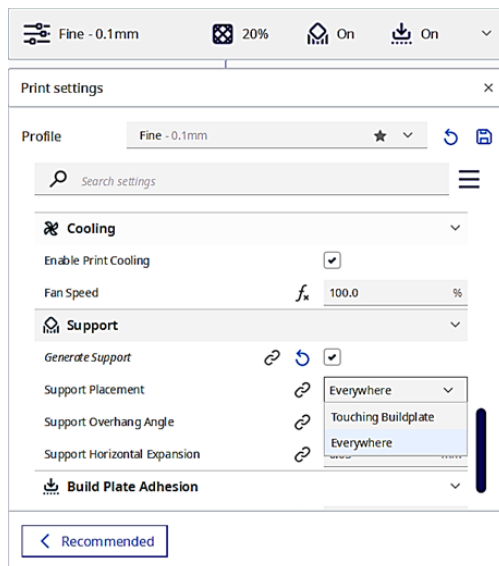 Fine - 0.1mm 20% On On
Print settings
Profile Fine - 0.1mm
Search settings
Cooling
Enable Print Cooling
Fan Speed fx 100.0 %
Support
Generate Support
Support Placement Everywhere
Touching Buildplate
Support Overhang Angle
Everywhere
Support Horizontal Expansion
Build Plate Adhesion
Recommended